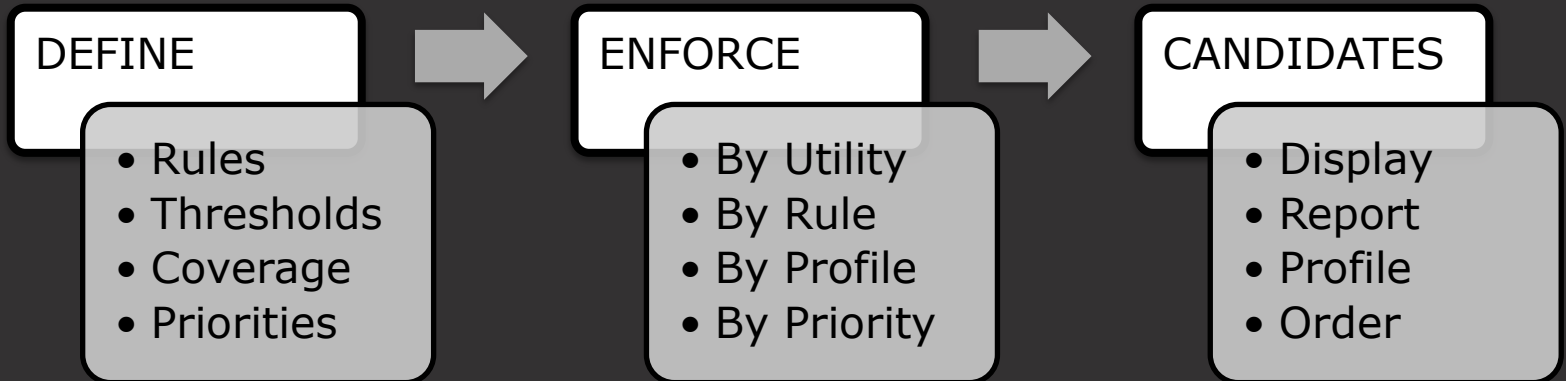 DEFINE
• Rules
• Thresholds
• Coverage
• Priorities
ENFORCE
• By Utility
• By Rule
• By Profile
• By Priority
CANDIDATES
• Display
• Report
• Profile
• Order